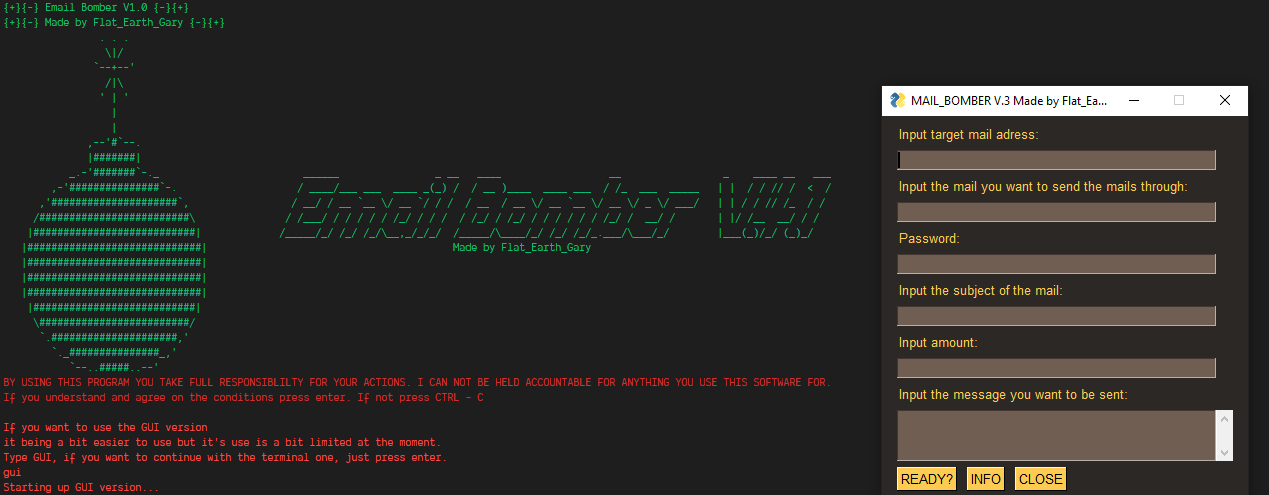 {+}{-} Email Bomber V1.0 {-}{+}
{+}{-} Made by Flat_Earth_Gary {-}{+}
EmailBomber V.4.1
Made by Flat_Earth_Gary
BY USING THIS PROGRAM YOU TAKE FULL RESPONSIBLILTY FOR YOUR ACTIONS. I CAN NOT BE HELD ACCOUNTABLE FOR ANYTHING YOU USE THIS SOFTWARE FOR.
If you understand and agree on the conditions press enter. If not press CTRL - C
If you want to use the GUI version
it being a bit easier to use but it's use is a bit limited at the moment.
Type GUI, if you want to continue with the terminal one, just press enter.
gui
Starting up GUI version...
MAIL_BOMBER V.3 Made by Flat_Ea...
Input target mail adress:
Input the mail you want to send the mails through:
Password:
Input the subject of the mail:
Input amount:
Input the message you want to be sent:
READY? INFO CLOSE